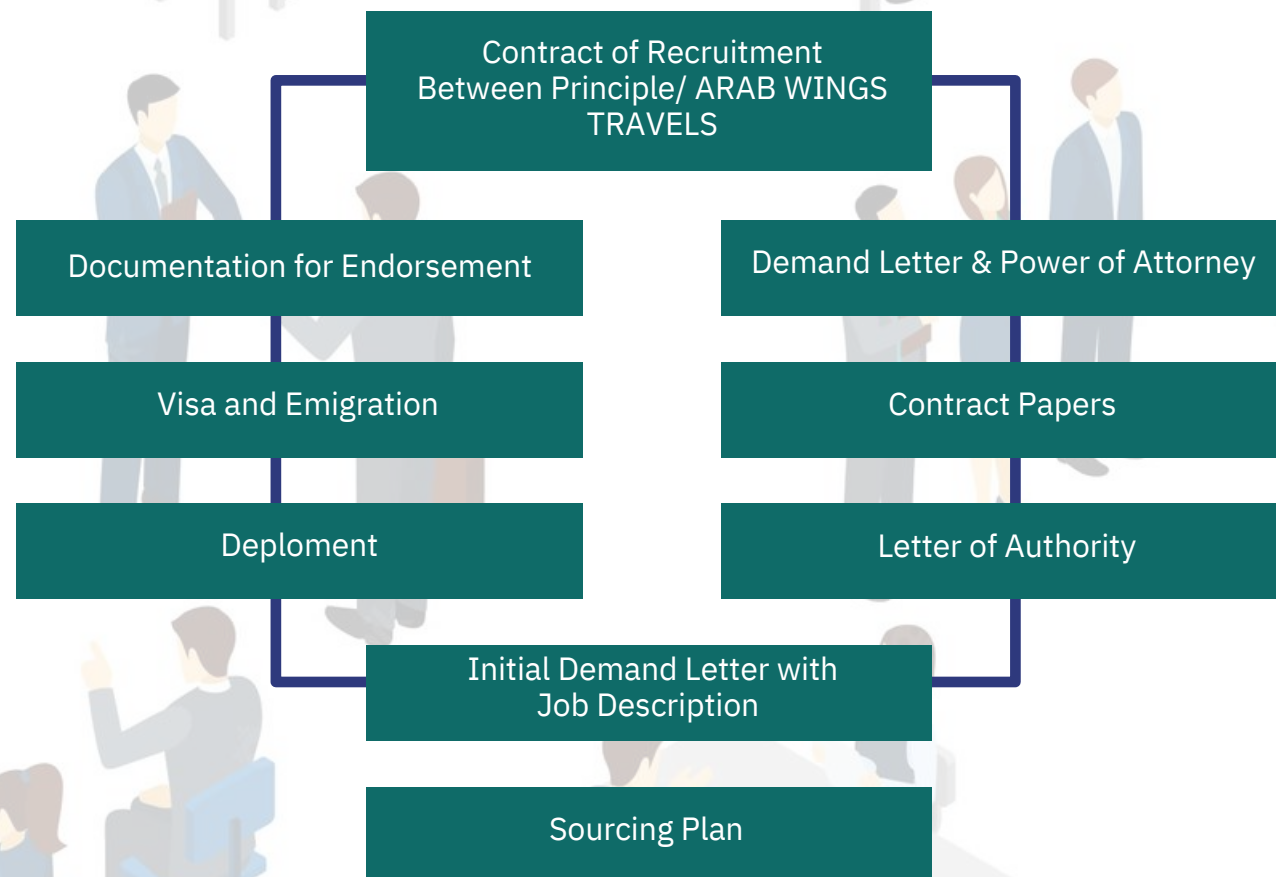 Contract of Recruitment
Between Principle/ ARAB WINGS
TRAVELS
Documentation for Endorsement
Demand Letter & Power of Attorney
Visa and Emigration
Contract Papers
Deploment
Letter of Authority
Initial Demand Letter with
Job Description
Sourcing Plan